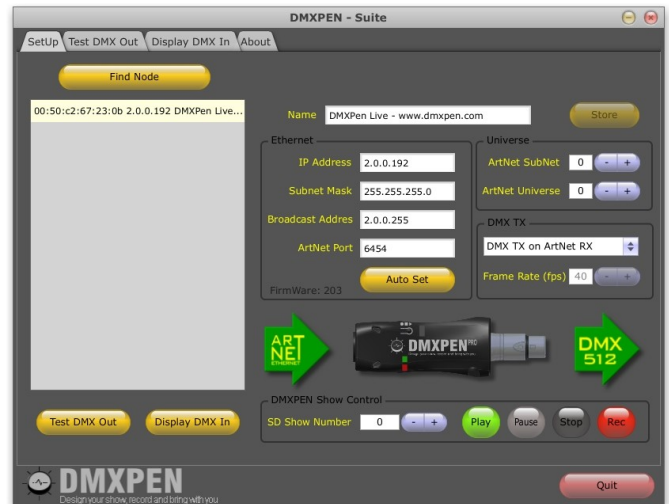 DMXPEN - Suite
SetUp Test DMX Out Display DMX In About
Find Node
00:50:c2:67:23:0b 2.0.0.192 DMXPen Live...
Name DMXPen Live - www.dmxpen.com Store
Ethernet
IP Address 2.0.0.192
Subnet Mask 255.255.255.0
Broadcast Addres 2.0.0.255
ArtNet Port 6454
Auto Set
FirmWare: 203
Universe
ArtNet SubNet 0 - +
ArtNet Universe 0 - +
DMX TX
DMX TX on ArtNet RX
Frame Rate (fps) 40 - +
ART
NET
ETHERNET
DMXPEN PRO
DMX
512
Test DMX Out Display DMX In
DMXPEN Show Control
SD Show Number 0 - + Play Pause Stop Rec
DMXPEN
Design your show, record and bring with you
Quit